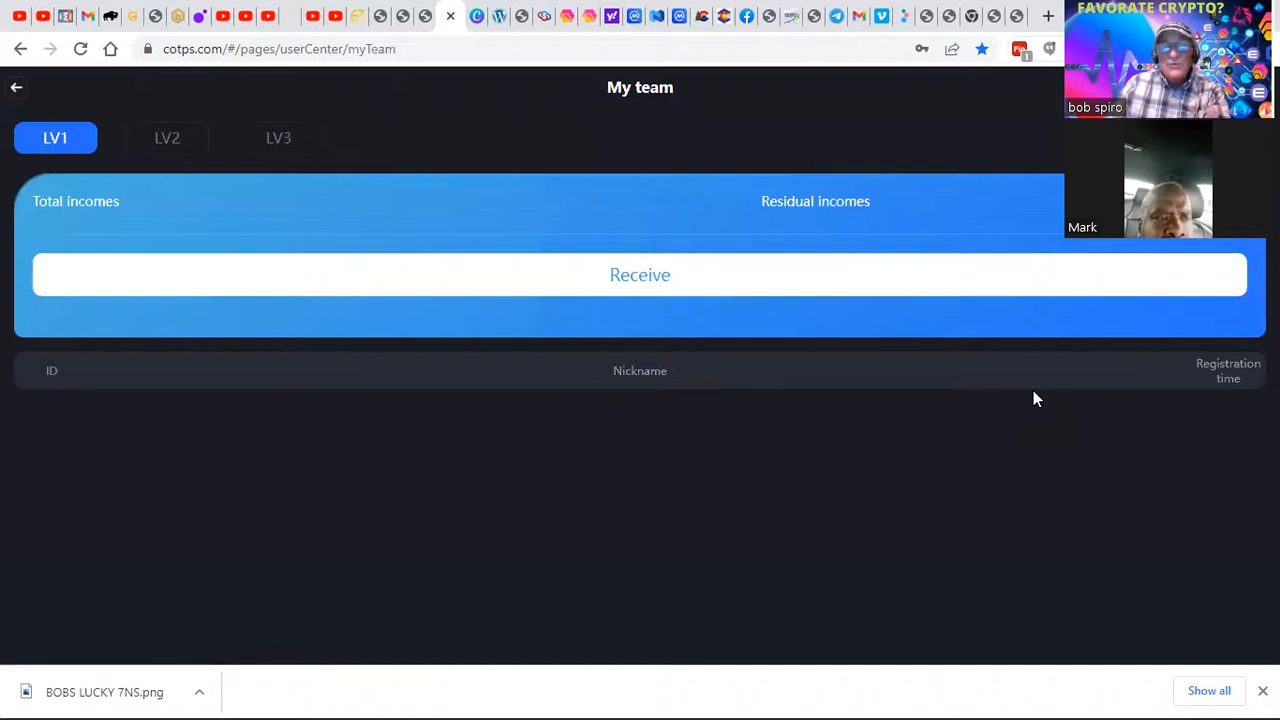 FAVORATE CRYPTO?
cotps.com/#/pages/userCenter/myTeam
1
bob spiro
My team
LV1
LV2
LV3
Total incomes
Residual incomes
Mark
Receive
ID
Nickname
Registration
time
BOBS LUCKY 7NS.png
Show all